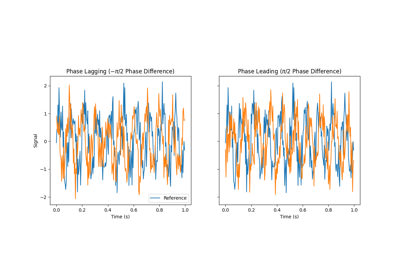 Phase Lagging (−π/2 Phase Difference)
Phase Leading (π/2 Phase Difference)
Signal
2
1
0
−1
−2
Reference
0.0 0.2 0.4 0.6 0.8 1.0
0.0 0.2 0.4 0.6 0.8 1.0
Time (s)
Time (s)